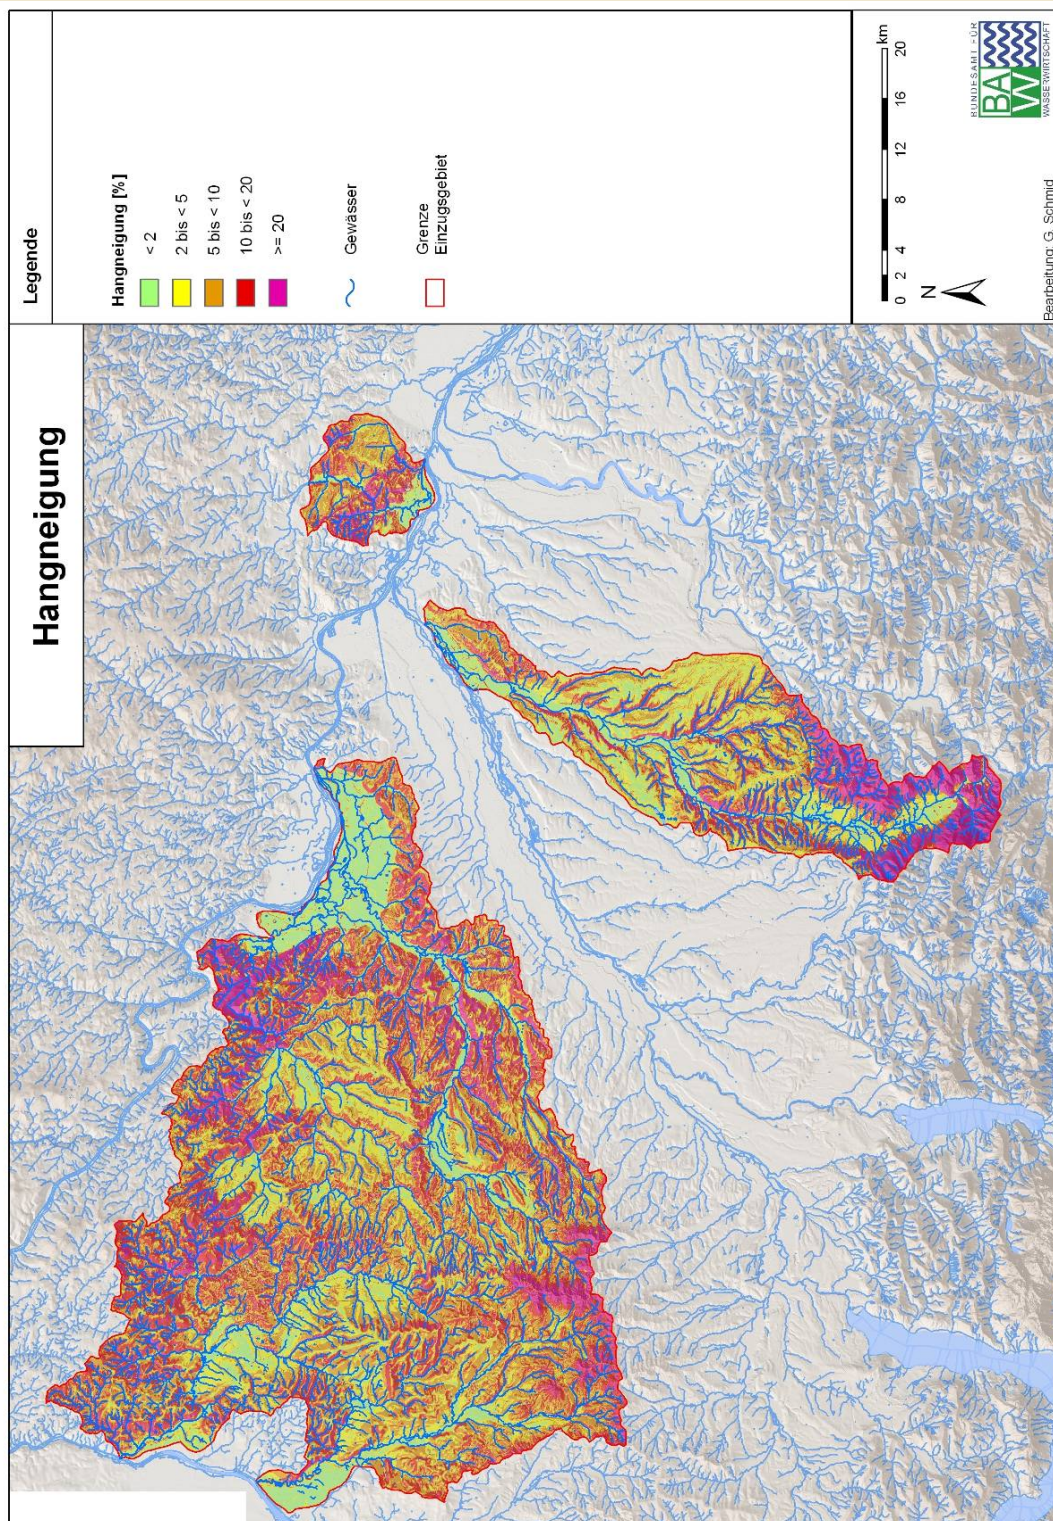 Hangneigung
Legende
Hangneigung [%]
< 2
2 bis < 5
5 bis < 10
10 bis < 20
>= 20
Gewässer
Grenze
Einzugsgebiet
km
0 2 4 8 12 16 20
N
BUNDESAMT FÜR
BAW
WASSERWIRTSCHAFT
Bearbeitung: G. Schmid